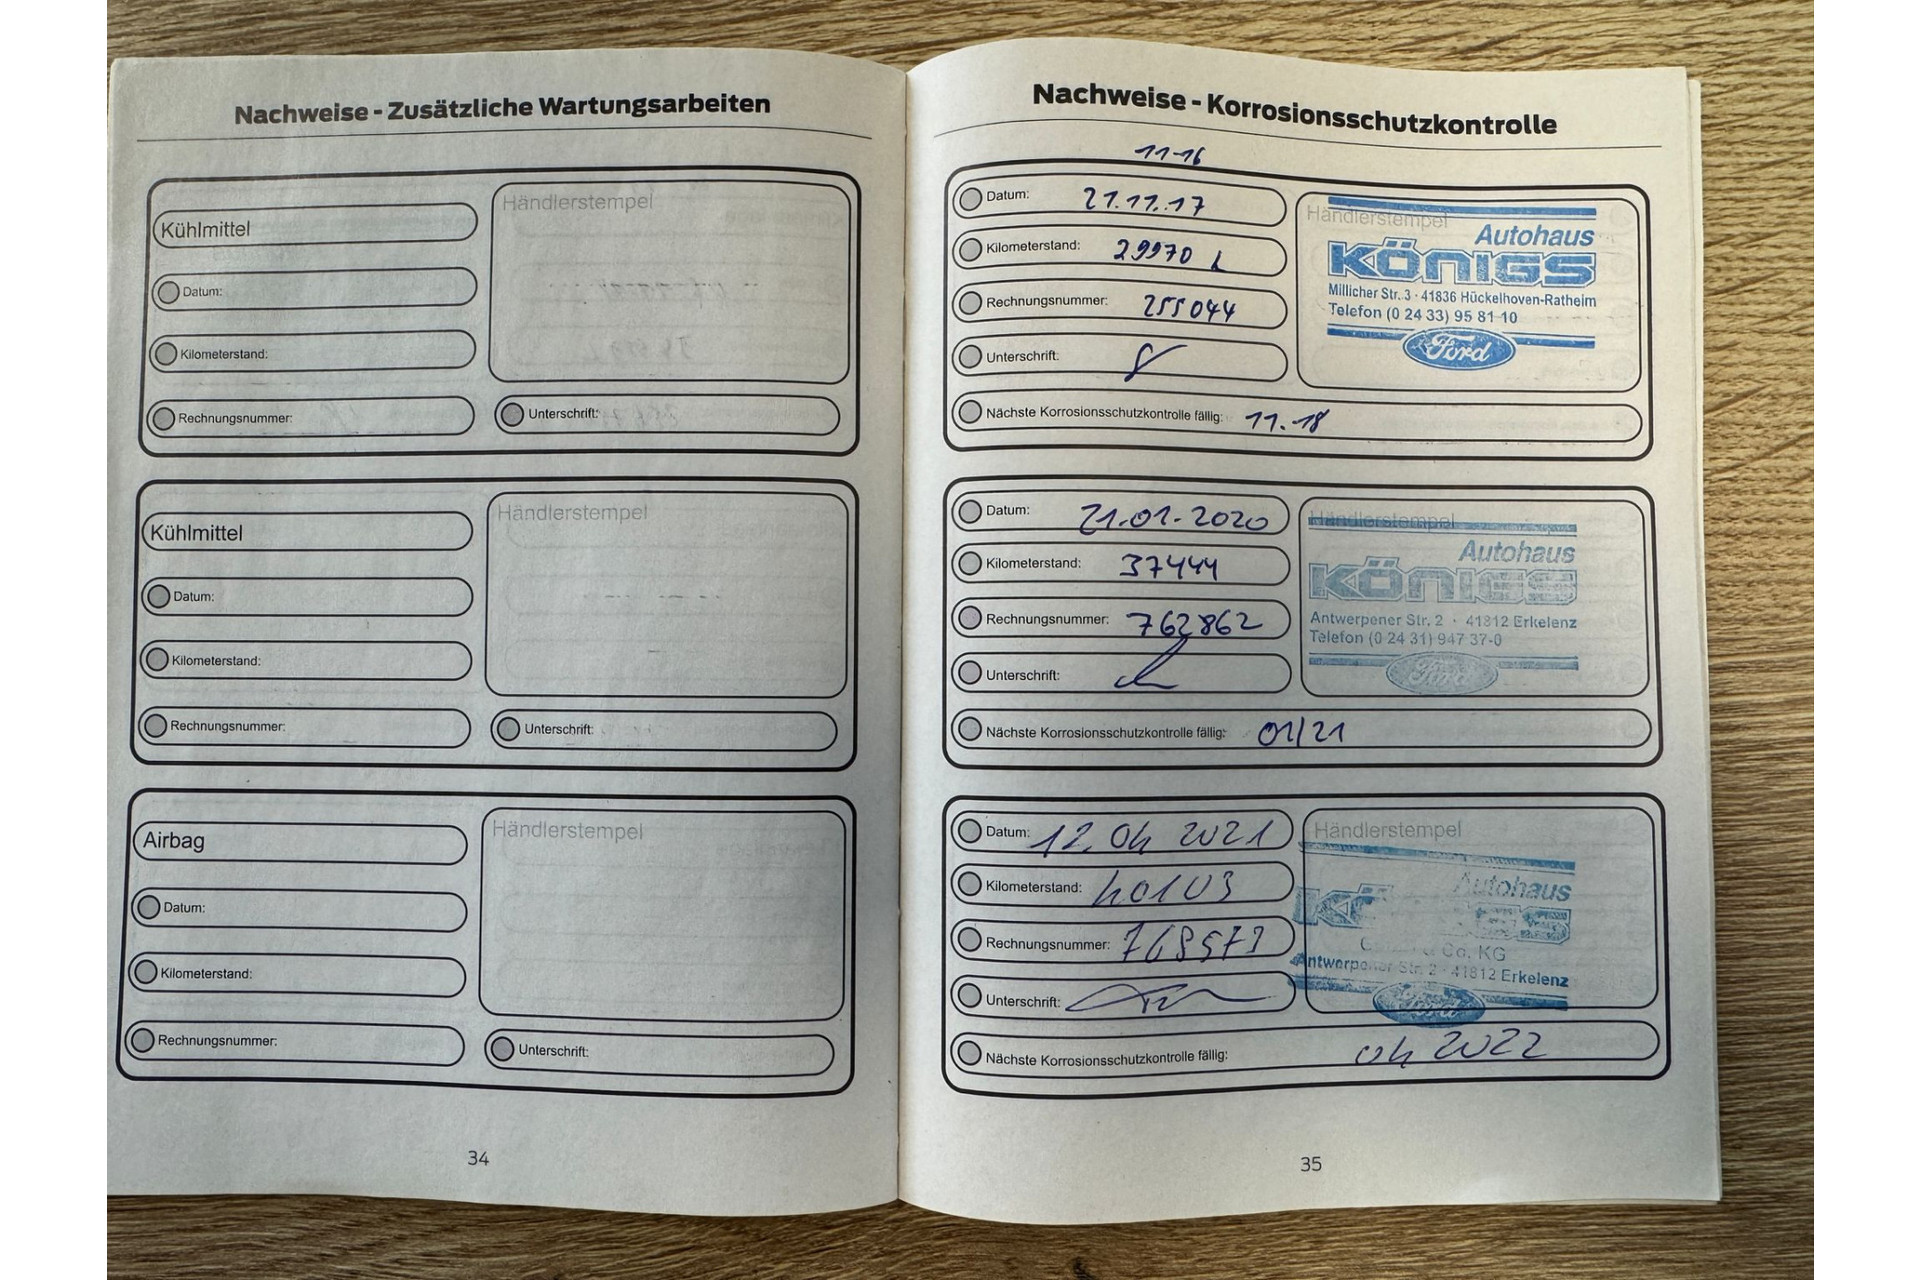 Nachweise - Zusätzliche Wartungsarbeiten
Kühlmittel
Händlerstempel
Datum:
Kilometerstand:
Rechnungsnummer:
Unterschrift:
Kühlmittel
Händlerstempel
Datum:
Kilometerstand:
Rechnungsnummer:
Unterschrift:
Airbag
Händlerstempel
Datum:
Kilometerstand:
Rechnungsnummer:
Unterschrift:
34
Nachweise - Korrosionsschutzkontrolle
11-16
Datum: 21.11.17
Kilometerstand: 29970
Rechnungsnummer: 255044
Unterschrift:
Händlerstempel
Autohaus
KÖNIGS
Millicher Str. 3 · 41836 Hückelhoven-Ratheim
Telefon (0 24 33) 95 81 10
Ford
Nächste Korrosionsschutzkontrolle fällig: 11.18
Datum: 21.01.2020
Kilometerstand: 37444
Rechnungsnummer: 762862
Unterschrift:
Händlerstempel
Autohaus
KÖNIGS
Antwerpener Str. 2 · 41812 Erkelenz
Telefon (0 24 31) 947 37-0
Ford
Nächste Korrosionsschutzkontrolle fällig: 01/21
Datum: 12.04 2021
Kilometerstand: 40103
Rechnungsnummer: 768573
Unterschrift:
Händlerstempel
Autohaus
& Co. KG
Antwerpener Str. 2 · 41812 Erkelenz
Ford
Nächste Korrosionsschutzkontrolle fällig: 04 2022
35